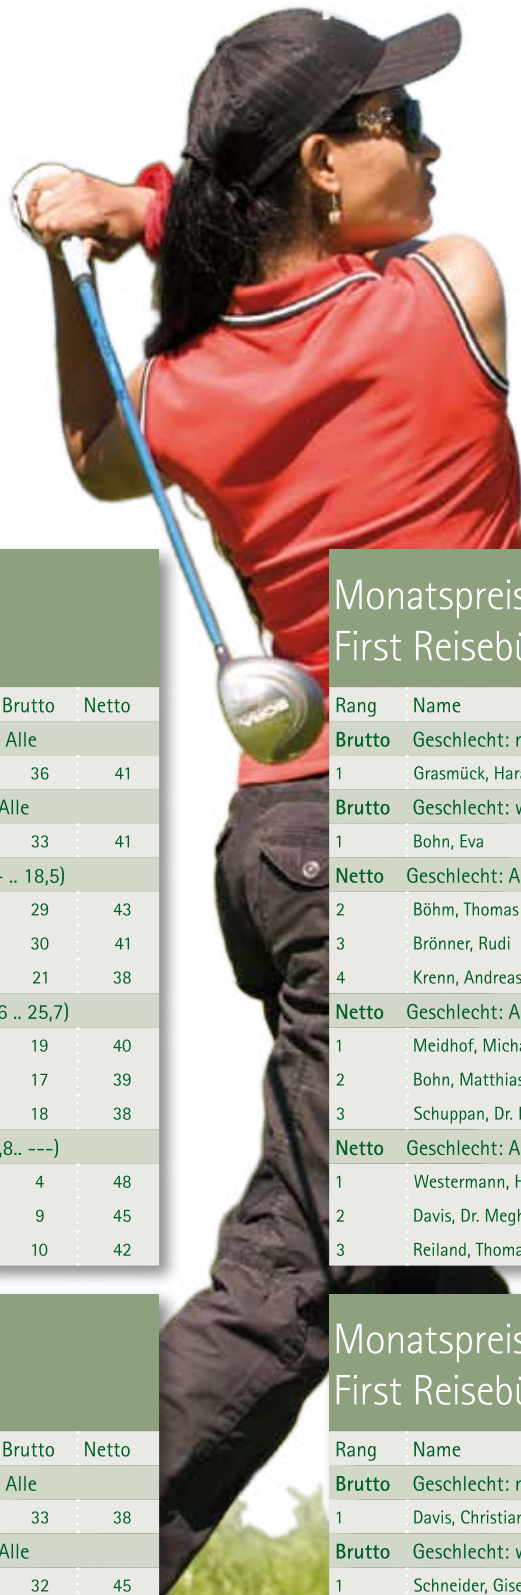 Brutto Netto
Alle
36 41
Alle
33 41
.. 18,5)
29 43
30 41
21 38
6 .. 25,7)
19 40
17 39
18 38
,8.. ---)
4 48
9 45
10 42
Brutto Netto
Alle
33 38
Alle
32 45
Monatspreis
First Reisebü
Rang Name
Brutto Geschlecht:
1 Grasmück, Har
Brutto Geschlecht: w
1 Bohn, Eva
Netto Geschlecht: A
2 Böhm, Thomas
3 Brönner, Rudi
4 Krenn, Andreas
Netto Geschlecht: A
1 Meidhof, Micha
2 Bohn, Matthias
3 Schuppan, Dr.
Netto Geschlecht: A
1 Westermann, H
2 Davis, Dr. Megh
3 Reiland, Thoma
Monatspreis
First Reisebü
Rang Name
Brutto Geschlecht:
1 Davis, Christian
Brutto Geschlecht: w
1 Schneider, Gise